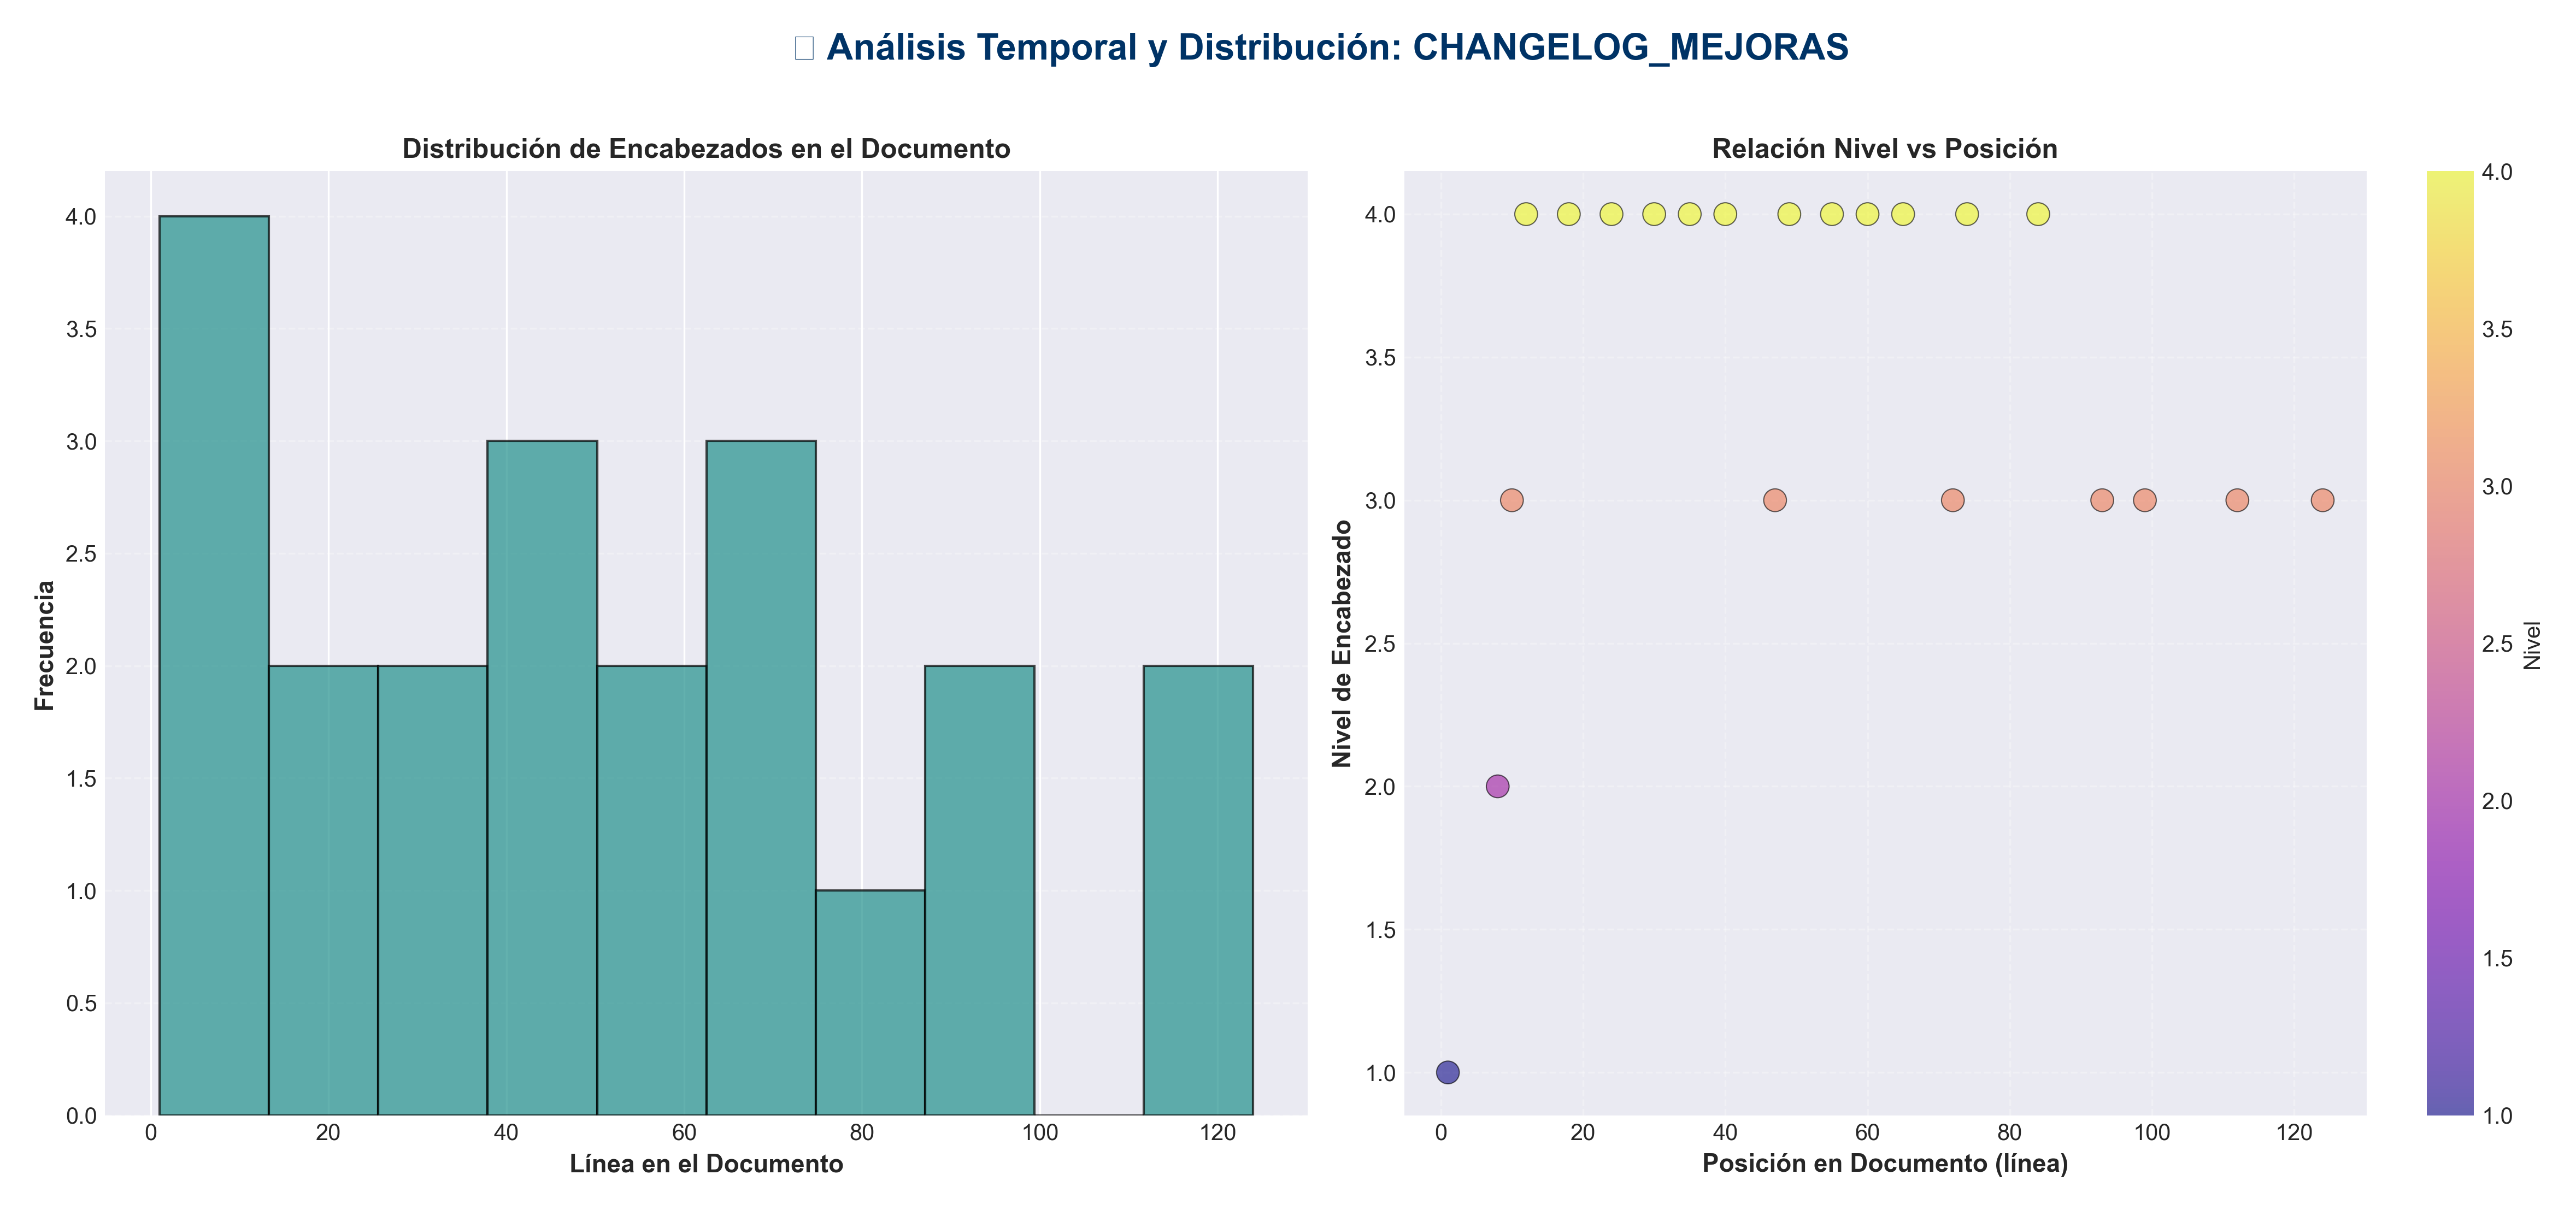 Análisis Temporal y Distribución: CHANGELOG_MEJORAS
Distribución de Encabezados en el Documento
Frecuencia
4.0
3.5
3.0
2.5
2.0
1.5
1.0
0.5
0.0
0 20 40 60 80 100 120
Línea en el Documento
Relación Nivel vs Posición
Nivel de Encabezado
4.0
3.5
3.0
2.5
2.0
1.5
1.0
0 20 40 60 80 100 120
Posición en Documento (línea)
4.0
3.5
3.0
2.5
2.0
1.5
1.0
Nivel